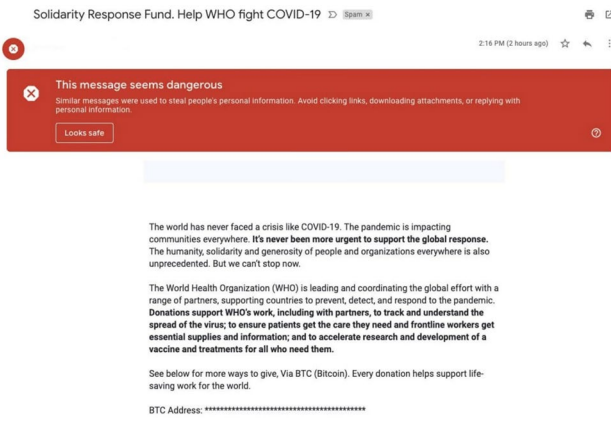 Solidarity Response Fund. Help WHO fight COVID-19 Spam x
2:16 PM (2 hours ago)
This message seems dangerous
Similar messages were used to steal people's personal information. Avoid clicking links, downloading attachments, or replying with
personal information.
Looks safe
The world has never faced a crisis like COVID-19. The pandemic is impacting
communities everywhere. It's never been more urgent to support the global response.
The humanity, solidarity and generosity of people and organizations everywhere is also
unprecedented. But we can't stop now.
The World Health Organization (WHO) is leading and coordinating the global effort with a
range of partners, supporting countries to prevent, detect, and respond to the pandemic.
Donations support WHO's work, including with partners, to track and understand the
spread of the virus; to ensure patients get the care they need and frontline workers get
essential supplies and information; and to accelerate research and development of a
vaccine and treatments for all who need them.
See below for more ways to give, Via BTC (Bitcoin). Every donation helps support life-
saving work for the world.
BTC Address: ******************************************